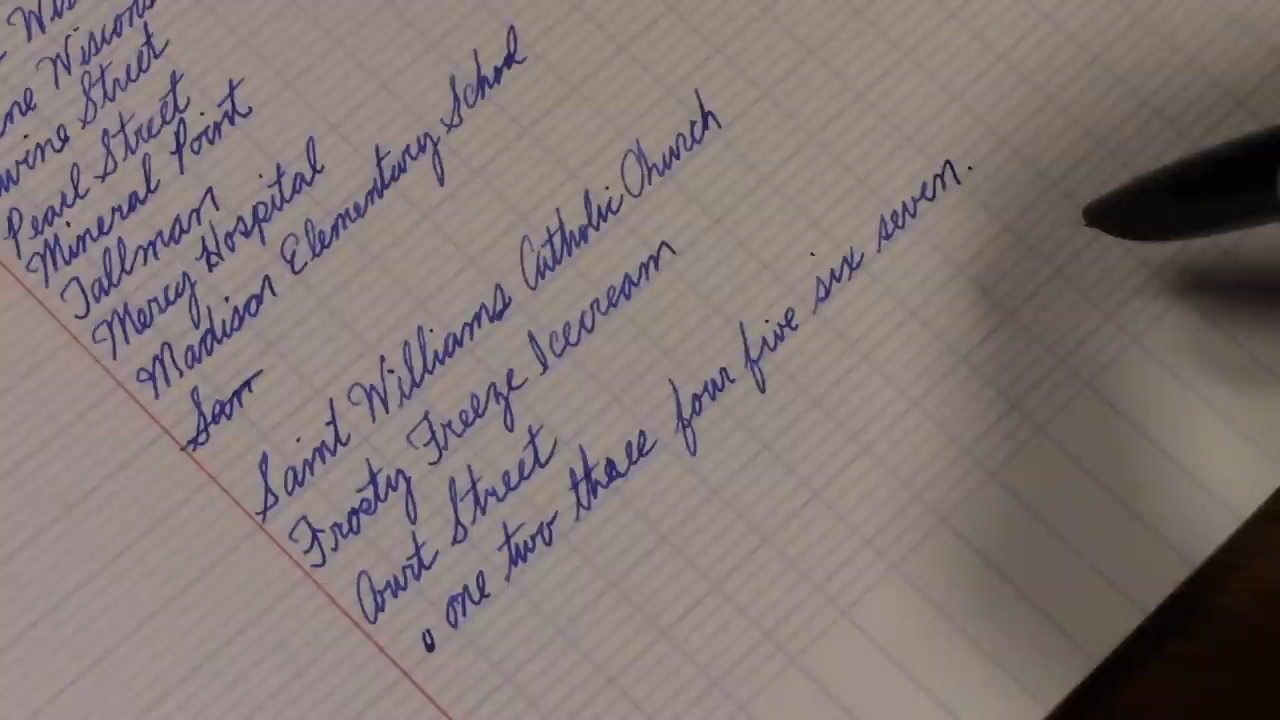 Street
Pearl Street
Mineral Point
Tallman
Mercy Hospital
Madison Elementary School
Saint Williams Catholic Church
Frosty Freeze Icecream
Court Street
one two three four five six seven.